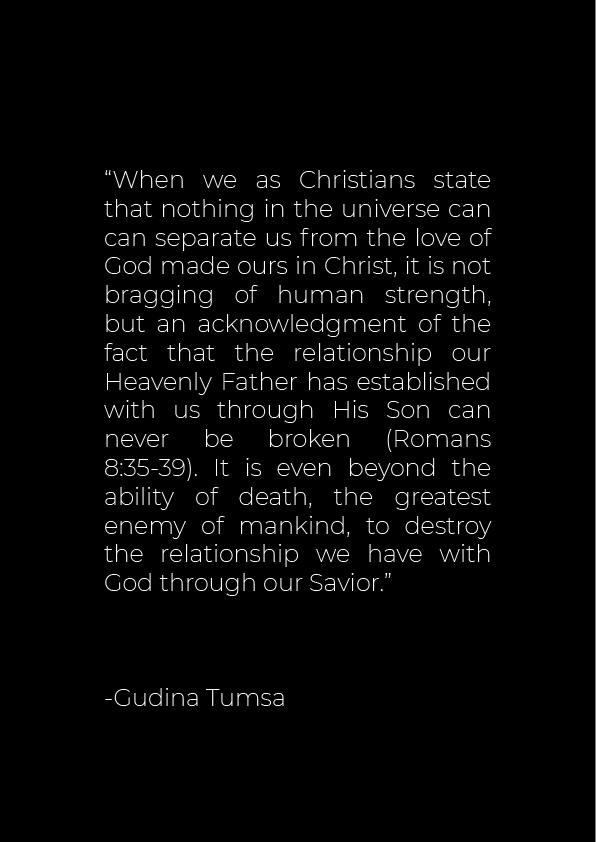 “When we as Christians state
that nothing in the universe can
can separate us from the love of
God made ours in Christ, it is not
bragging of human strength,
but an acknowledgment of the
fact that the relationship our
Heavenly Father has established
with us through His Son can
never be broken (Romans
8:35-39). It is even beyond the
ability of death, the greatest
enemy of mankind, to destroy
the relationship we have with
God through our Savior.”
-Gudina Tumsa